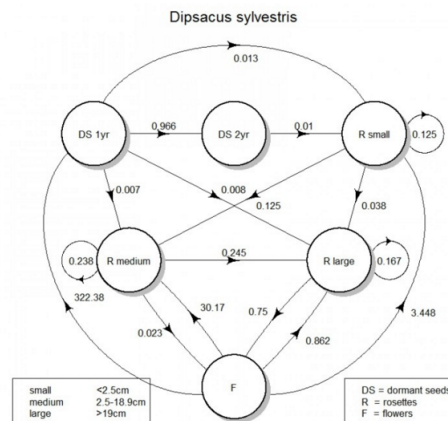 Dipsacus sylvestris
0.013
DS 1yr
0.966
DS 2yr
0.01
R small
0.125
0.007
0.008
0.125
0.038
0.238
R medium
0.245
R large
0.167
322.38
0.023
30.17
0.75
0.862
3.448
F
small <2.5cm
medium 2.5-18.9cm
large >19cm
DS = dormant seeds
R = rosettes
F = flowers